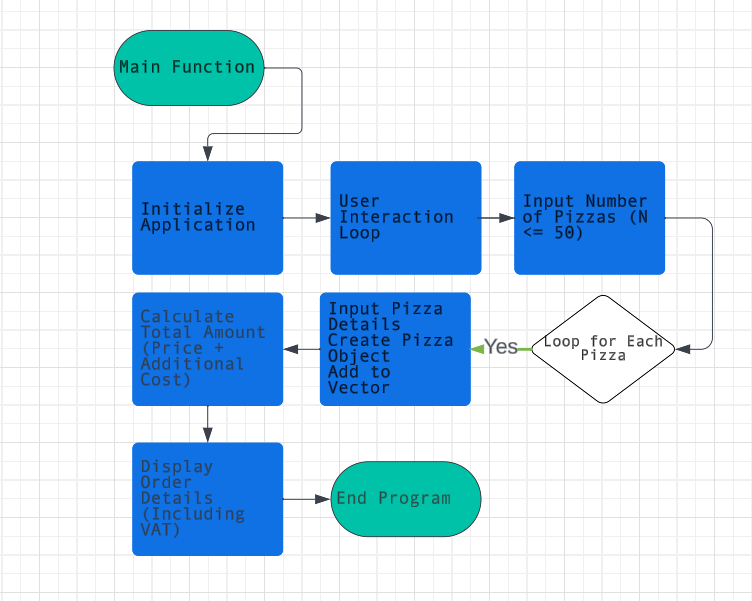 Main Function
Initialize
Application
User
Interaction
Loop
Input Number
of Pizzas (N
<= 50)
Loop for Each
Pizza
Yes
Input Pizza
Details
Create Pizza
Object
Add to
Vector
Calculate
Total Amount
(Price +
Additional
Cost)
Display
Order
Details
(Including
VAT)
End Program